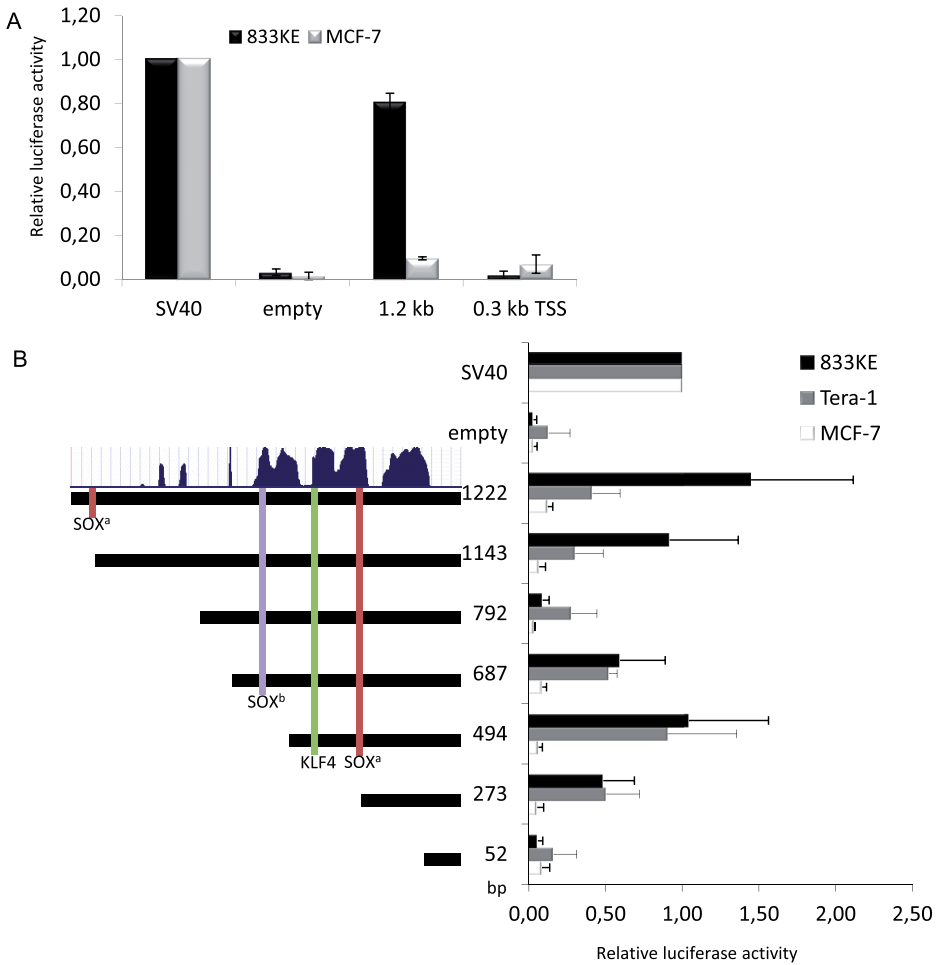 A
1,20
1,00
0,80
0,60
0,40
0,20
0,00
Relative luciferase activity
833KE MCF-7
SV40 empty 1.2 kb 0.3 kb TSS
B
SV40
empty
1222
1143
792
687
494
273
52
bp
SOXa
SOXb
KLF4 SOXa
833KE
Tera-1
MCF-7
0,00 0,50 1,00 1,50 2,00 2,50
Relative luciferase activity